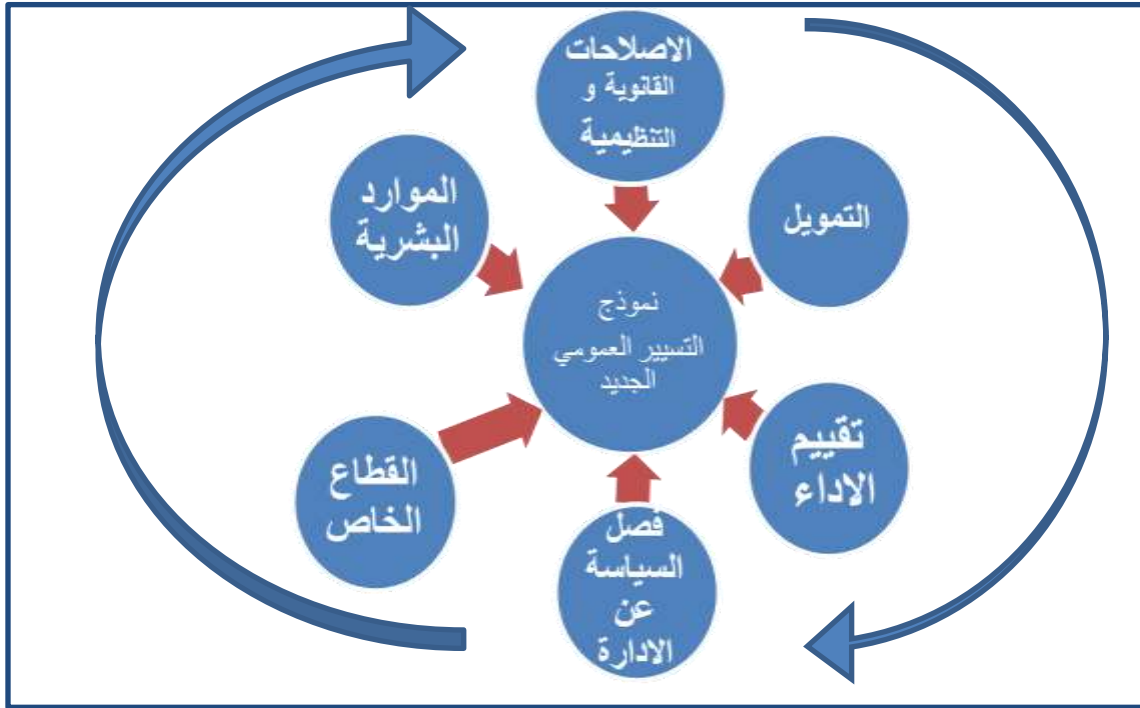 الاصلاحات
القانوية و
التنظيمية
الموارد
البشرية
التمويل
نموذج
التسيير العمومي
الجديد
القطاع
الخاص
تقييم
الاداء
فصل
السياسة
عن
الادارة